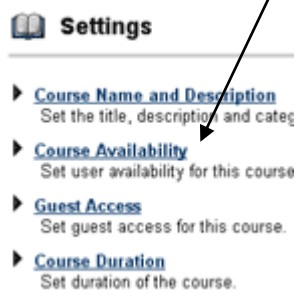 Settings
Course Name and Description
Set the title, description and categ
Course Availability
Set user availability for this course
Guest Access
Set guest access for this course.
Course Duration
Set duration of the course.